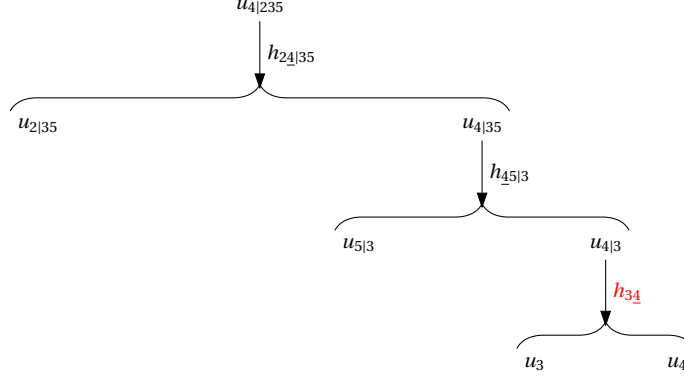 u_{4|235}
h_{2\underline{4}|35}
u_{2|35} u_{4|35}
h_{\underline{4}5|3}
u_{5|3} u_{4|3}
h_{3\underline{4}}
u_3 u_4